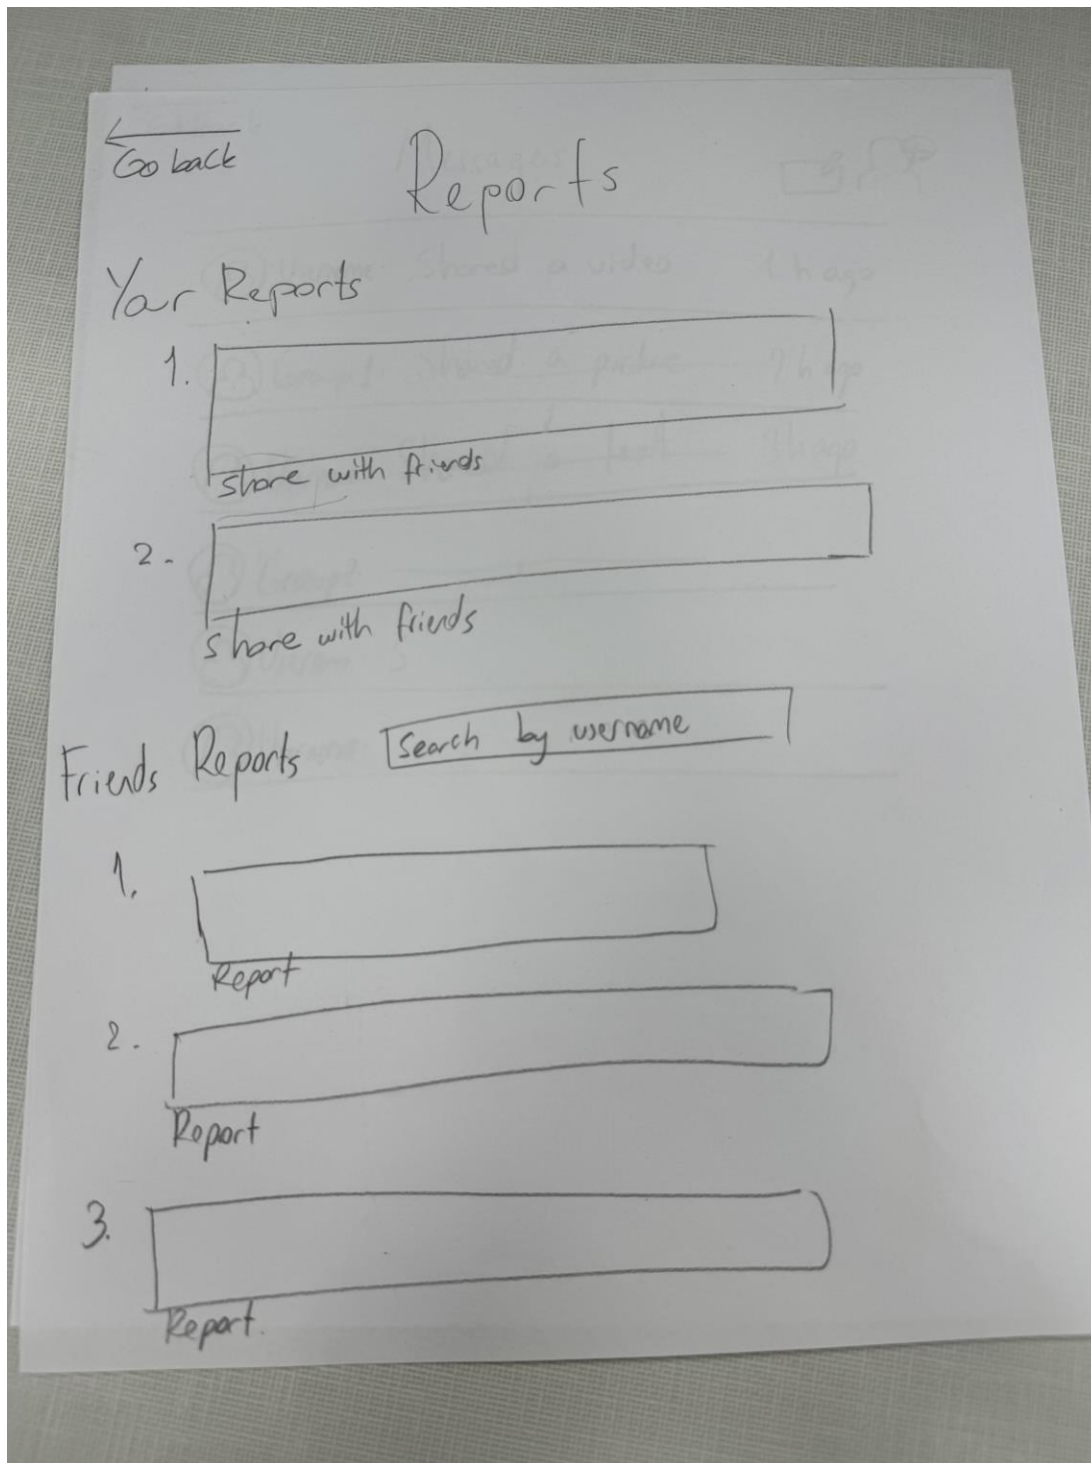 Go back
Reports
Your Reports
1.
share with friends
2.
share with friends
Friends Reports
Search by username
1.
Report
2.
Report
3.
Report.